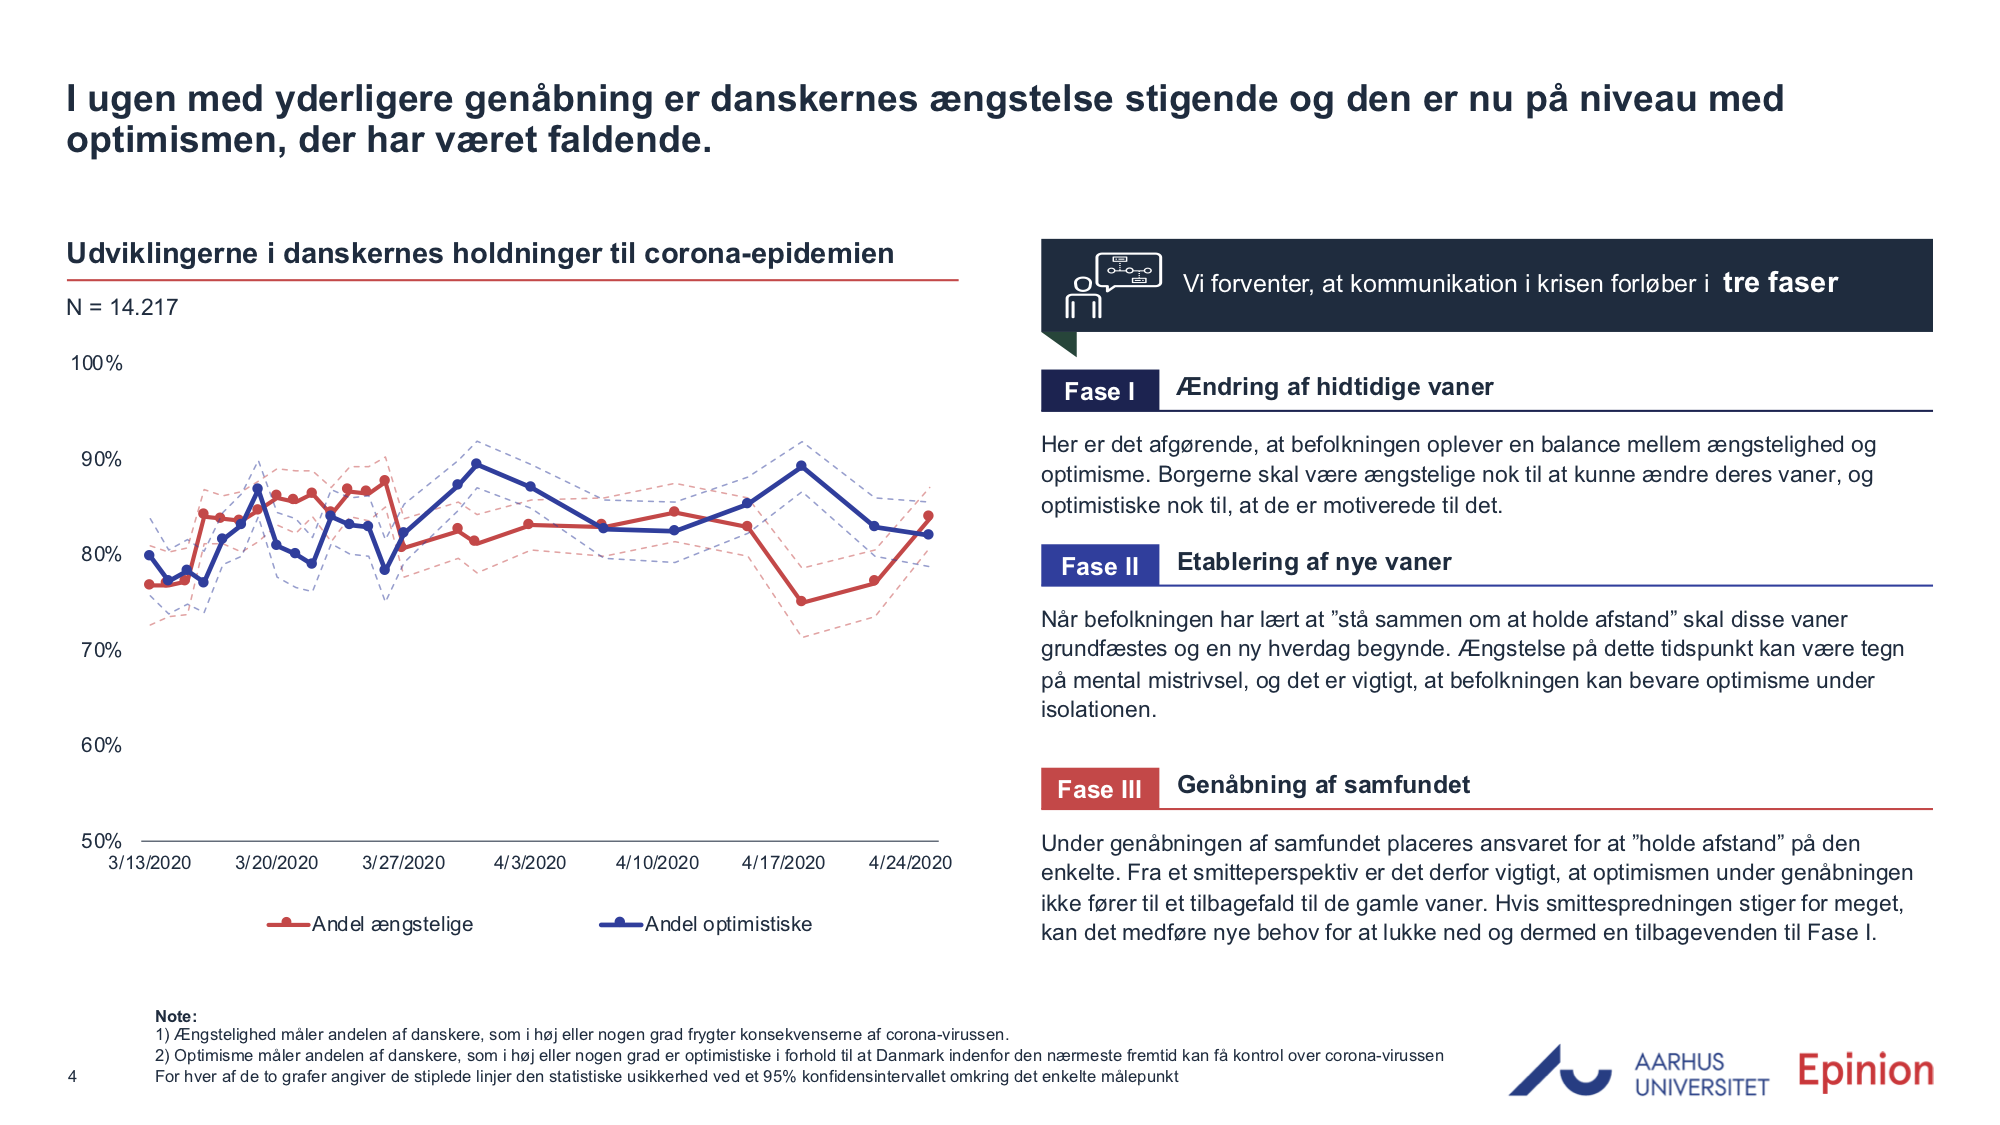 I ugen med yderligere genåbning er danskernes ængstelse stigende og den er nu på niveau med
optimismen, der har været faldende.
Udviklingerne i danskernes holdninger til corona-epidemien
N = 14.217
100%
90%
80%
70%
60%
50%
3/13/2020 3/20/2020 3/27/2020 4/3/2020 4/10/2020 4/17/2020 4/24/2020
Andel ængstelige Andel optimistiske
Vi forventer, at kommunikation i krisen forløber i tre faser
Fase I Ændring af hidtidige vaner
Her er det afgørende, at befolkningen oplever en balance mellem ængstelighed og
optimisme. Borgerne skal være ængstelige nok til at kunne ændre deres vaner, og
optimistiske nok til, at de er motiverede til det.
Fase II Etablering af nye vaner
Når befolkningen har lært at ”stå sammen om at holde afstand” skal disse vaner
grundfæstes og en ny hverdag begynde. Ængstelse på dette tidspunkt kan være tegn
på mental mistrivsel, og det er vigtigt, at befolkningen kan bevare optimisme under
isolationen.
Fase III Genåbning af samfundet
Under genåbningen af samfundet placeres ansvaret for at ”holde afstand” på den
enkelte. Fra et smitteperspektiv er det derfor vigtigt, at optimismen under genåbningen
ikke fører til et tilbagefald til de gamle vaner. Hvis smittespredningen stiger for meget,
kan det medføre nye behov for at lukke ned og dermed en tilbagevenden til Fase I.
Note:
1) Ængstelighed måler andelen af danskere, som i høj eller nogen grad frygter konsekvenserne af corona-virussen.
2) Optimisme måler andelen af danskere, som i høj eller nogen grad er optimistiske i forhold til at Danmark indenfor den nærmeste fremtid kan få kontrol over corona-virussen
For hver af de to grafer angiver de stiplede linjer den statistiske usikkerhed ved et 95% konfidensintervallet omkring det enkelte målepunkt
4
AARHUS
UNIVERSITET
Epinion